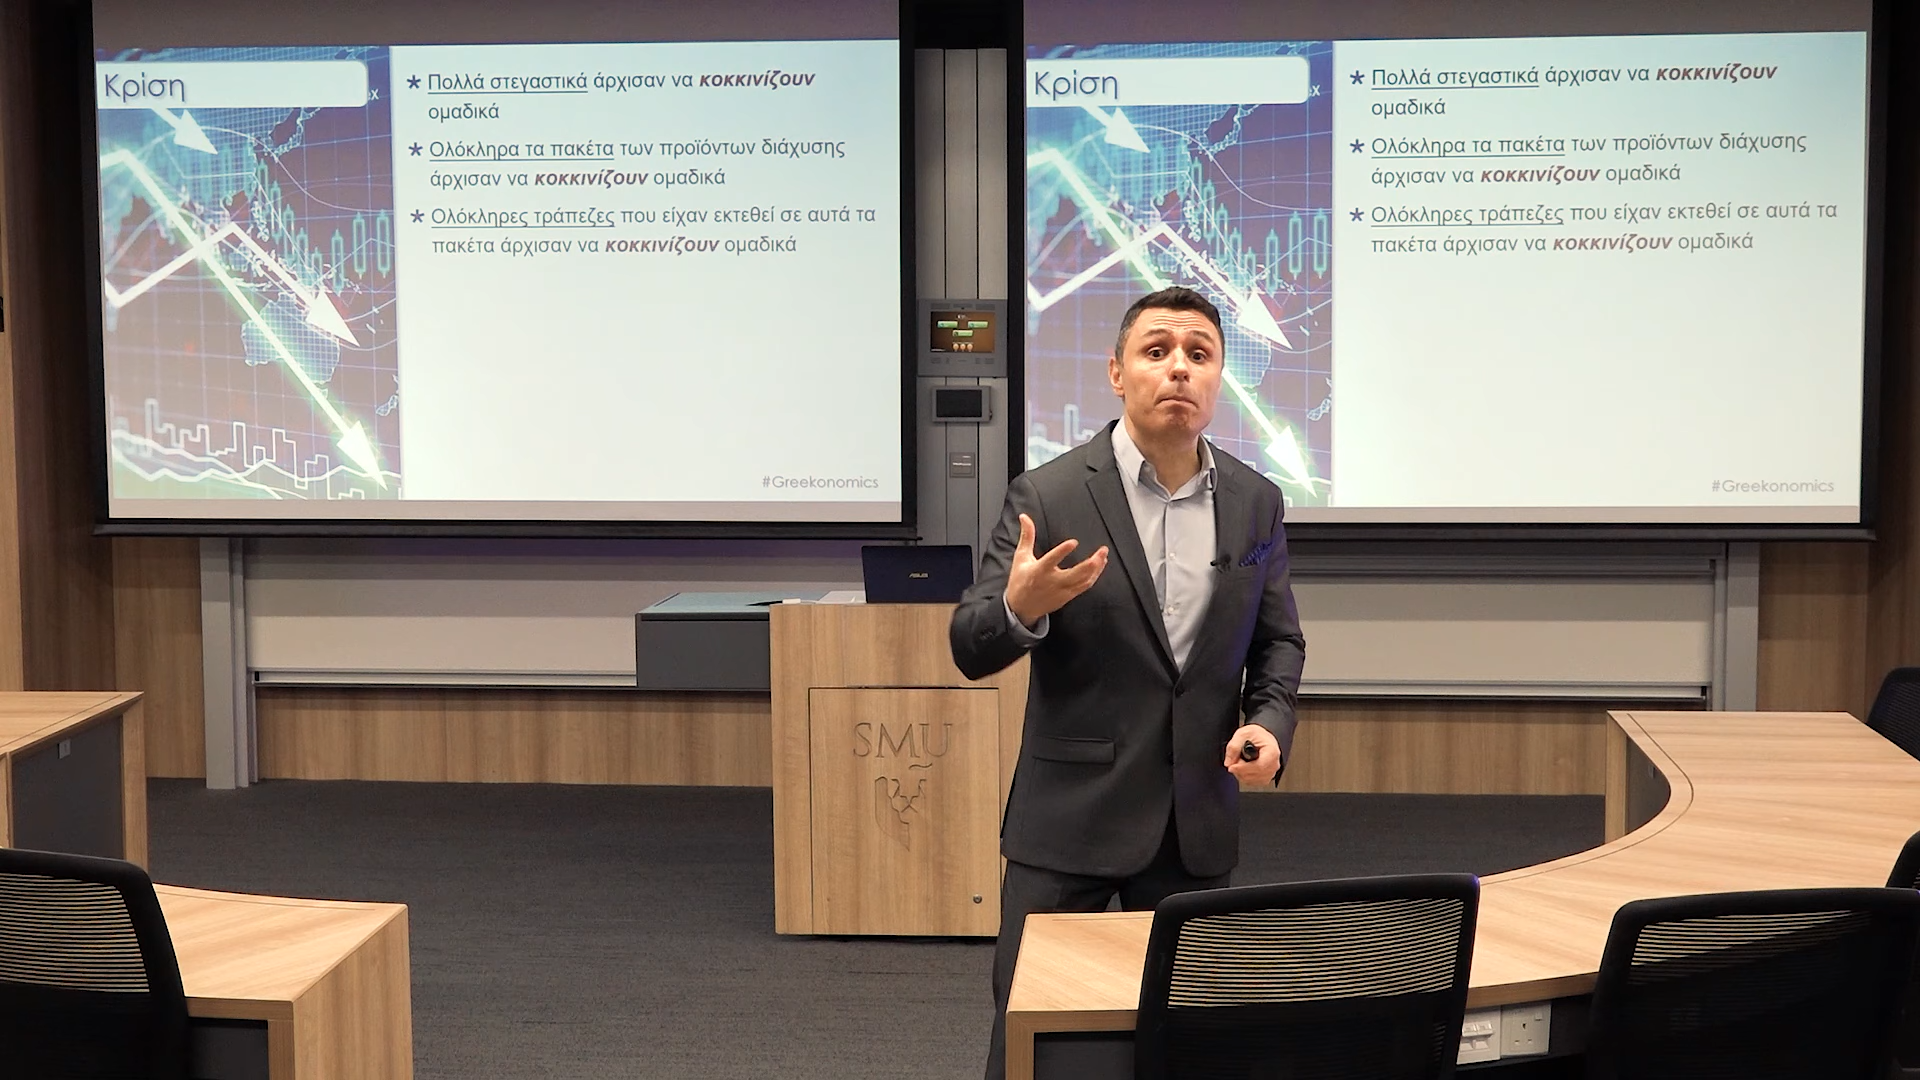 Κρίση
* Πολλά στεγαστικά άρχισαν να κοκκινίζουν
ομαδικά
* Ολόκληρα τα πακέτα των προϊόντων διάχυσης
άρχισαν να κοκκινίζουν ομαδικά
* Ολόκληρες τράπεζες που είχαν εκτεθεί σε αυτά τα
πακέτα άρχισαν να κοκκινίζουν ομαδικά
#Greekonomics
Κρίση
* Πολλά στεγαστικά άρχισαν να κοκκινίζουν
ομαδικά
* Ολόκληρα τα πακέτα των προϊόντων διάχυσης
άρχισαν να κοκκινίζουν ομαδικά
* Ολόκληρες τράπεζες που είχαν εκτεθεί σε αυτά τα
πακέτα άρχισαν να κοκκινίζουν ομαδικά
#Greekonomics
ASUS
SMU